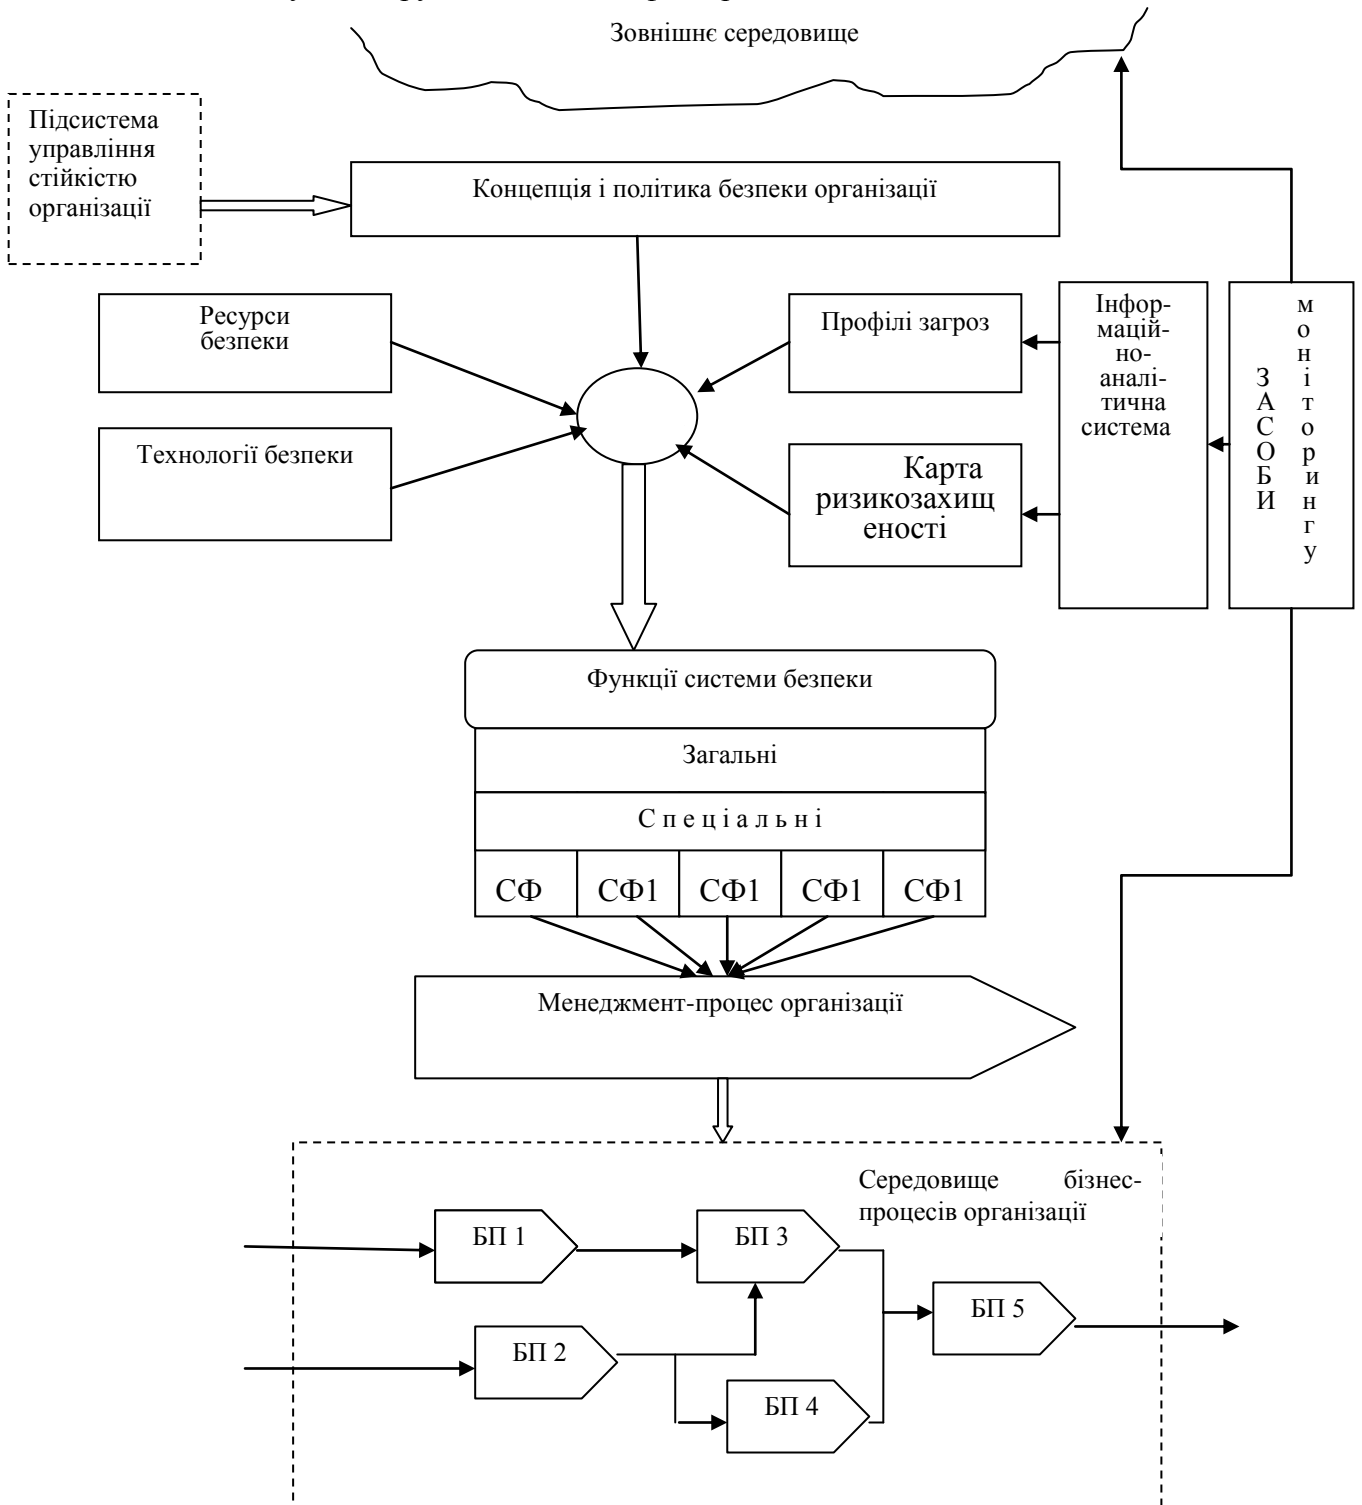 Зовнішнє середовище
Підсистема
управління
стійкістю
організації
Концепція і політика безпеки організації
Ресурси
безпеки
Профілі загроз
Інфор-
мацій-
но-
аналі-
тична
система
ЗАСОБИ
моніторингу
Технології безпеки
Карта
ризикозахищ
еності
Функції системи безпеки
Загальні
С п е ц і а л ь н і
СФ СФ1 СФ1 СФ1 СФ1
Менеджмент-процес організації
Середовище бізнес-
процесів організації
БП 1
БП 3
БП 5
БП 2
БП 4